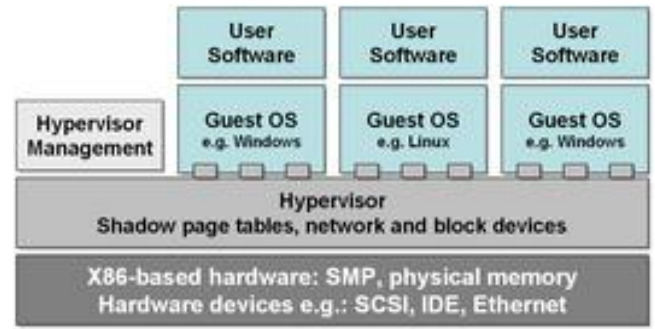 User
Software
User
Software
User
Software
Hypervisor
Management
Guest OS
e.g. Windows
Guest OS
e.g. Linux
Guest OS
e.g. Windows
Hypervisor
Shadow page tables, network and block devices
X86-based hardware: SMP, physical memory
Hardware devices e.g.: SCSI, IDE, Ethernet